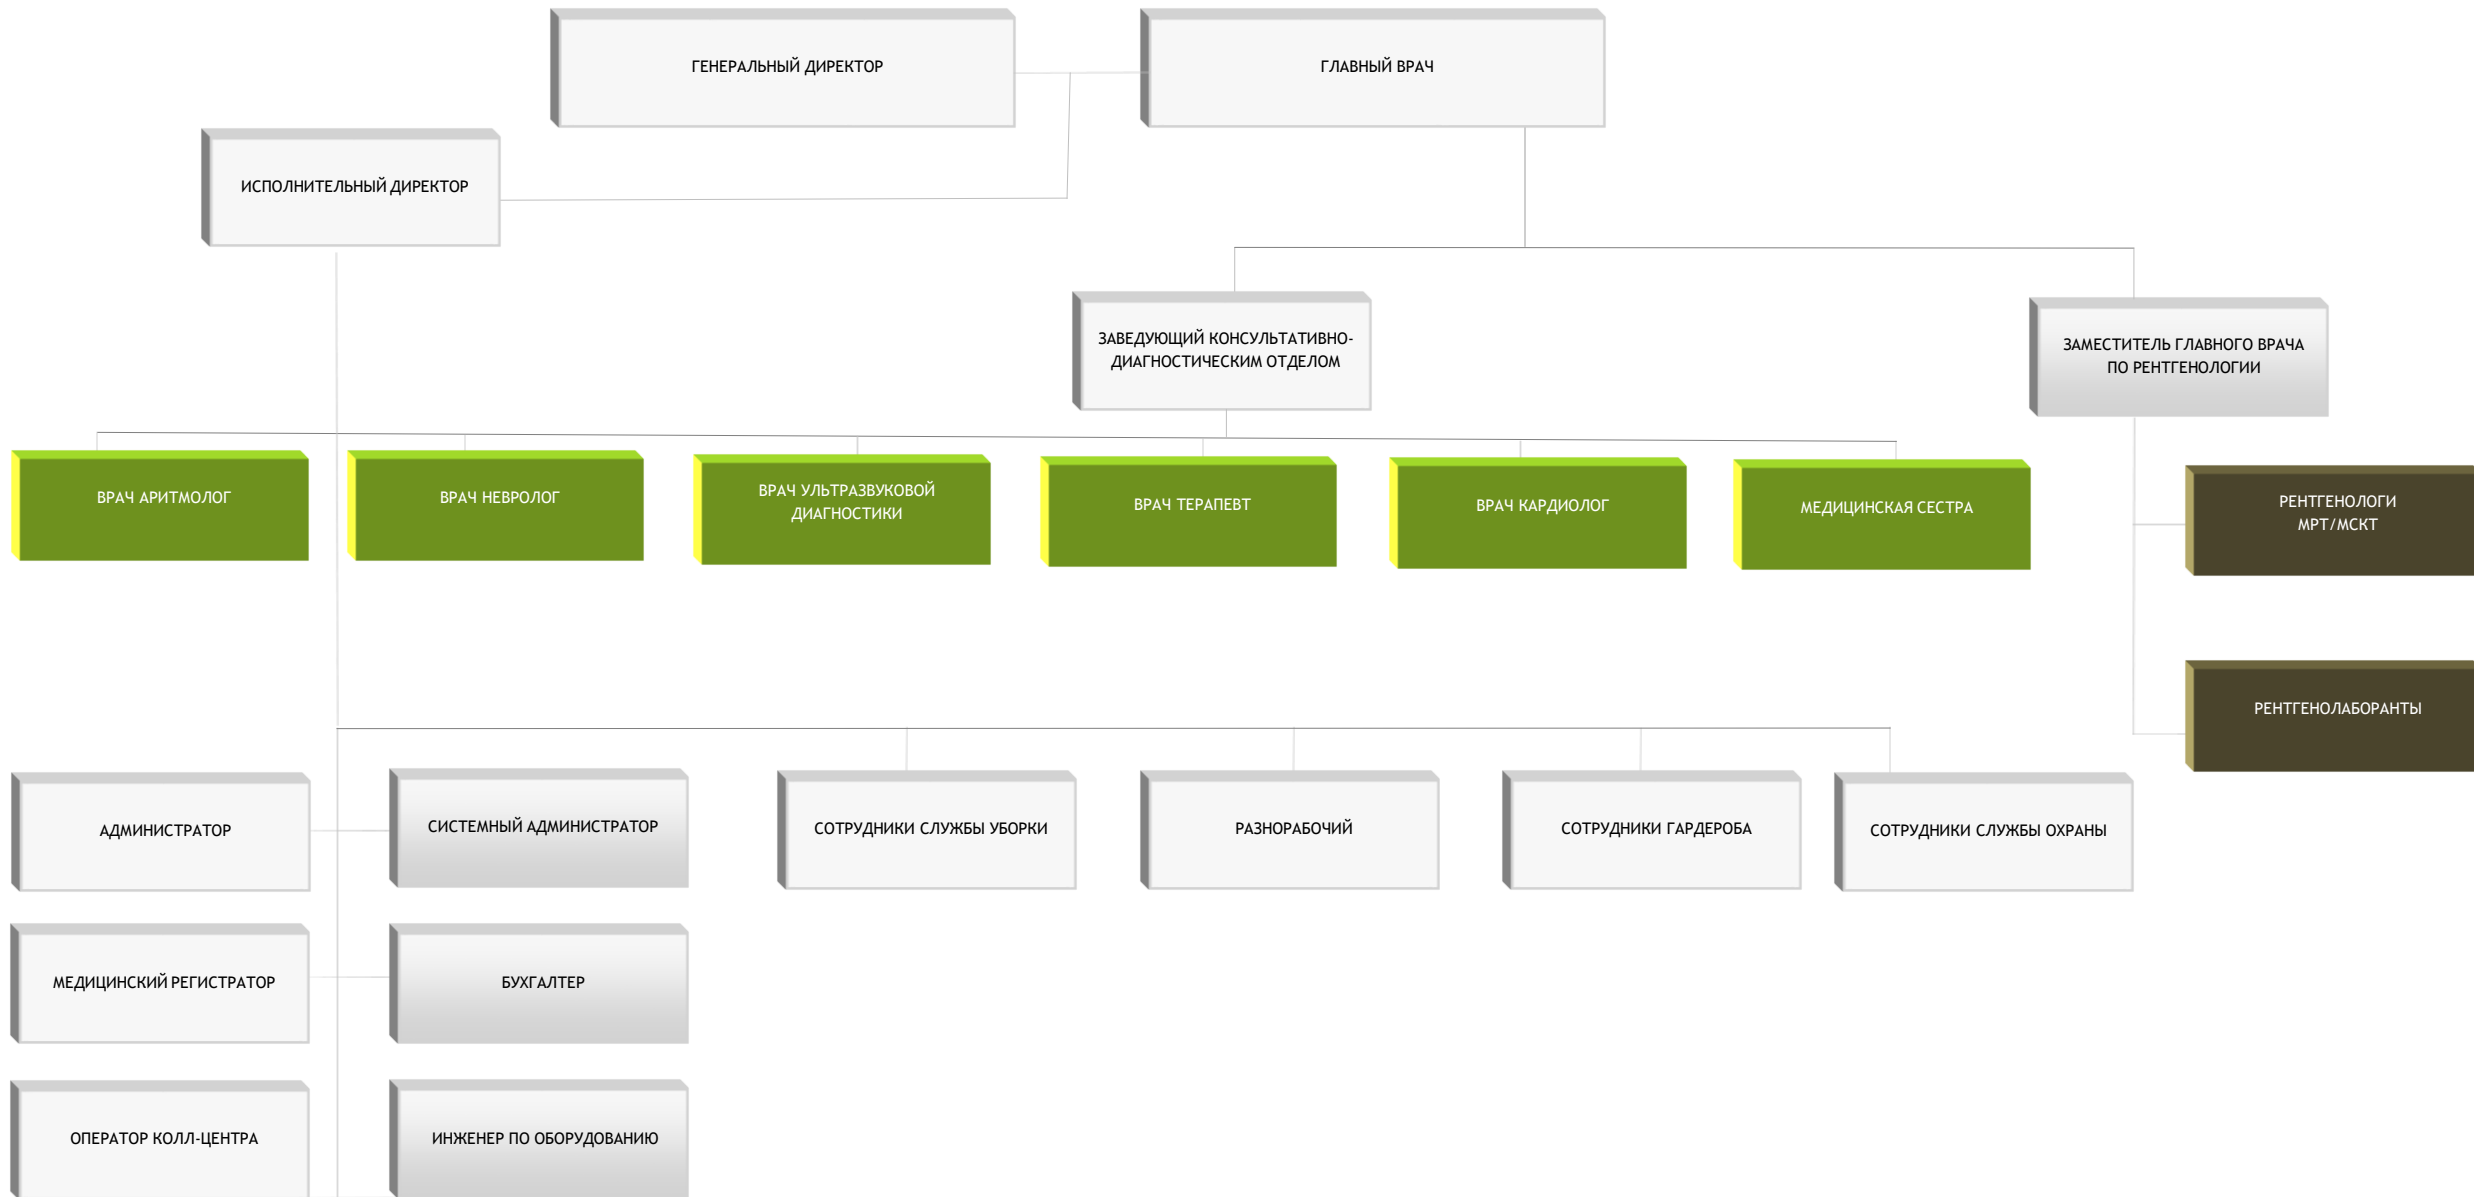 ГЕНЕРАЛЬНЫЙ ДИРЕКТОР
ГЛАВНЫЙ ВРАЧ
ИСПОЛНИТЕЛЬНЫЙ ДИРЕКТОР
ЗАВЕДУЮЩИЙ КОНСУЛЬТАТИВНО-
ДИАГНОСТИЧЕСКИМ ОТДЕЛОМ
ЗАМЕСТИТЕЛЬ ГЛАВНОГО ВРАЧА
ПО РЕНТГЕНОЛОГИИ
ВРАЧ АРИТМОЛОГ
ВРАЧ НЕВРОЛОГ
ВРАЧ УЛЬТРАЗВУКОВОЙ
ДИАГНОСТИКИ
ВРАЧ ТЕРАПЕВТ
ВРАЧ КАРДИОЛОГ
МЕДИЦИНСКАЯ СЕСТРА
РЕНТГЕНОЛОГИ
МРТ/МСКТ
РЕНТГЕНОЛАБОРАНТЫ
АДМИНИСТРАТОР
СИСТЕМНЫЙ АДМИНИСТРАТОР
СОТРУДНИКИ СЛУЖБЫ УБОРКИ
РАЗНОРАБОЧИЙ
СОТРУДНИКИ ГАРДЕРОБА
СОТРУДНИКИ СЛУЖБЫ ОХРАНЫ
МЕДИЦИНСКИЙ РЕГИСТРАТОР
БУХГАЛТЕР
ОПЕРАТОР КОЛЛ-ЦЕНТРА
ИНЖЕНЕР ПО ОБОРУДОВАНИЮ